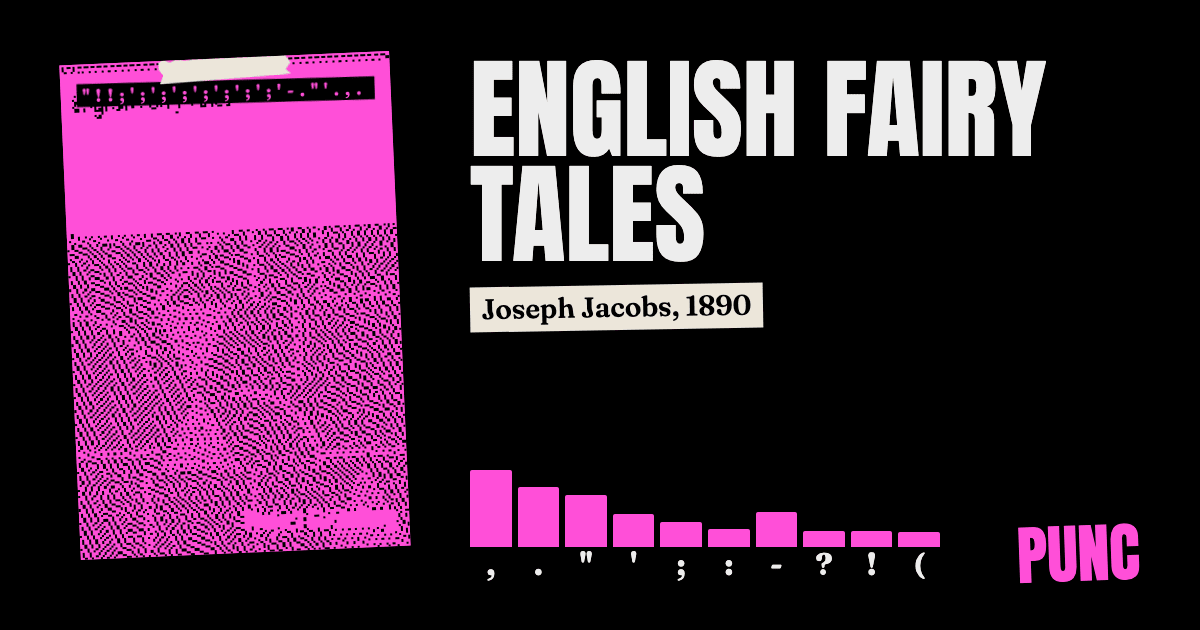 "!!;';';';';';';'-."'.,.
ENGLISH FAIRY
TALES
Joseph Jacobs, 1890
, . " ' ; : - ? ! (
PUNC